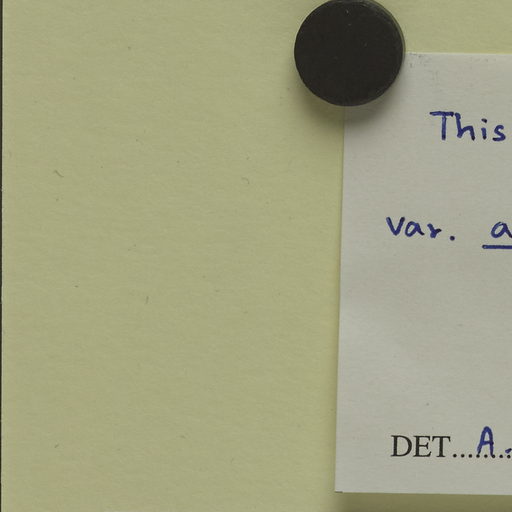 This
var. a
DET...A.